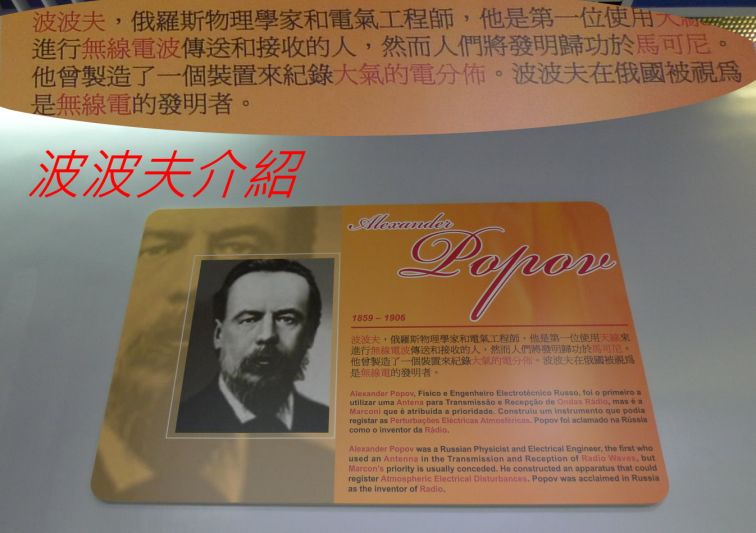 波波夫，俄羅斯物理學家和電氣工程師，他是第一位使用天線
進行無線電波傳送和接收的人，然而人們將發明歸功於馬可尼。
他曾製造了一個裝置來紀錄大氣的電分佈。波波夫在俄國被視爲
是無線電的發明者。
波波夫介紹
Alexander
Popov
1859 – 1906
波波夫，俄羅斯物理學家和電氣工程師，他是第一位使用天線來
進行無線電波傳送和接收的人，然而人們將發明歸功於馬可尼。
他曾製造了一個裝置來紀錄大氣的電分佈。波波夫在俄國被視爲
是無線電的發明者。
Alexander Popov, Físico e Engenheiro Electrotécnico Russo, foi o primeiro a
utilizar uma Antena para Transmissão e Recepção de Ondas Rádio, mas é a
Marconi que é atribuida a prioridade. Construiu um instrumento que podia
registar as Perturbações Eléctricas Atmosféricas. Popov foi aclamado na Rússia
como o inventor da Rádio.
Alexander Popov was a Russian Physicist and Electrical Engineer, the first who
used an Antenna in the Transmission and Reception of Radio Waves, but
Marcon's priority is usually conceded. He constructed an apparatus that could
register Atmospheric Electrical Disturbances. Popov was acclaimed in Russia
as the inventor of Radio.